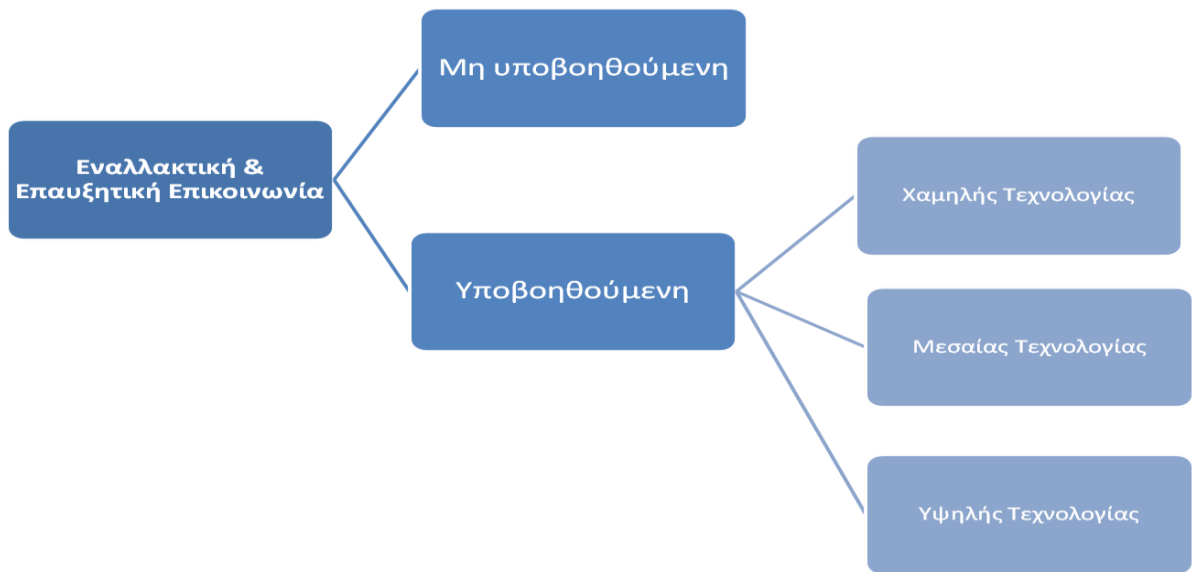 Μη υποβοηθούμενη
Εναλλακτική &
Επαυξητική Επικοινωνία
Χαμηλής Τεχνολογίας
Υποβοηθούμενη
Μεσαίας Τεχνολογίας
Υψηλής Τεχνολογίας